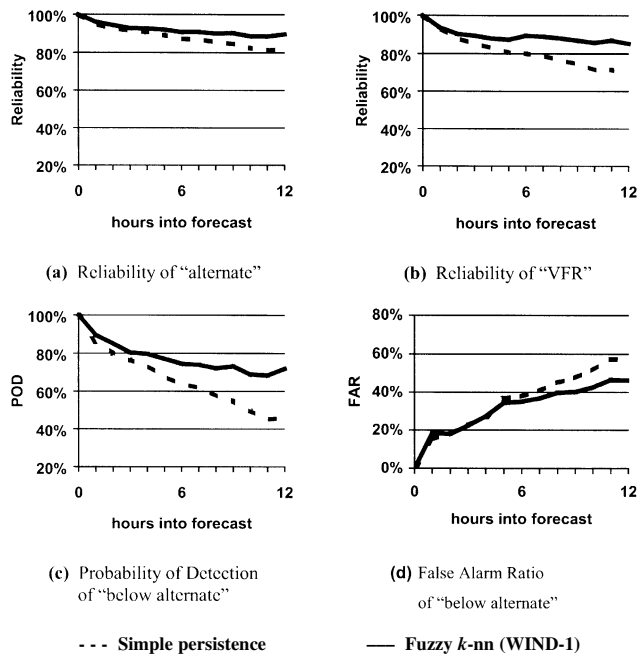 100%
80%
60%
40%
20%
Reliability
0
6
12
hours into forecast
(a) Reliability of “alternate”
100%
80%
60%
40%
20%
Reliability
0
6
12
hours into forecast
(b) Reliability of “VFR”
100%
80%
60%
40%
20%
POD
0
6
12
hours into forecast
(c) Probability of Detection
of “below alternate”
80%
60%
40%
20%
0%
FAR
0
6
12
hours into forecast
(d) False Alarm Ratio
of “below alternate”
Simple persistence
Fuzzy k-nn (WIND-1)